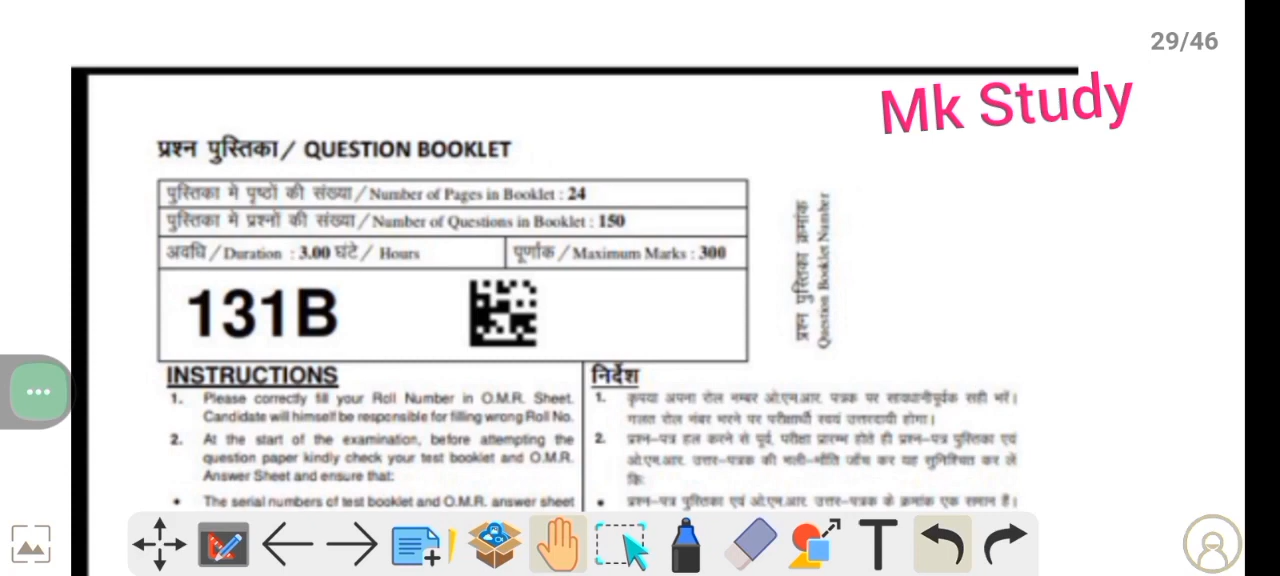 29/46
Mk Study
प्रश्न पुस्तिका / QUESTION BOOKLET
पुस्तिका मे पृष्ठों की संख्या / Number of Pages in Booklet : 24
पुस्तिका मे प्रश्नों की संख्या / Number of Questions in Booklet : 150
अवधि / Duration : 3.00 घंटे / Hours
पूर्णांक / Maximum Marks : 300
131B
प्रश्न पुस्तिका क्रमांक
Question Booklet Number
INSTRUCTIONS
1. Please correctly fill your Roll Number in O.M.R. Sheet.
Candidate will himself be responsible for filling wrong Roll No.
2. At the start of the examination, before attempting the
question paper kindly check your test booklet and O.M.R.
Answer Sheet and ensure that:
• The serial numbers of test booklet and O.M.R. answer sheet
निर्देश
1. कृपया अपना रोल नम्बर ओ.एम.आर. पत्रक पर सावधानीपूर्वक सही भरें।
गलत रोल नंबर भरने पर परीक्षार्थी स्वयं उत्तरदायी होगा।
2. प्रश्न-पत्र हल करने से पूर्व, परीक्षा प्रारम्भ होते ही प्रश्न-पत्र पुस्तिका एवं
ओ.एम.आर. उत्तर-पत्रक की भली-भाँति जाँच कर यह सुनिश्चित कर लें
कि:
• प्रश्न-पत्र पुस्तिका एवं ओ.एम.आर. उत्तर-पत्रक के क्रमांक एक समान हैं।
T